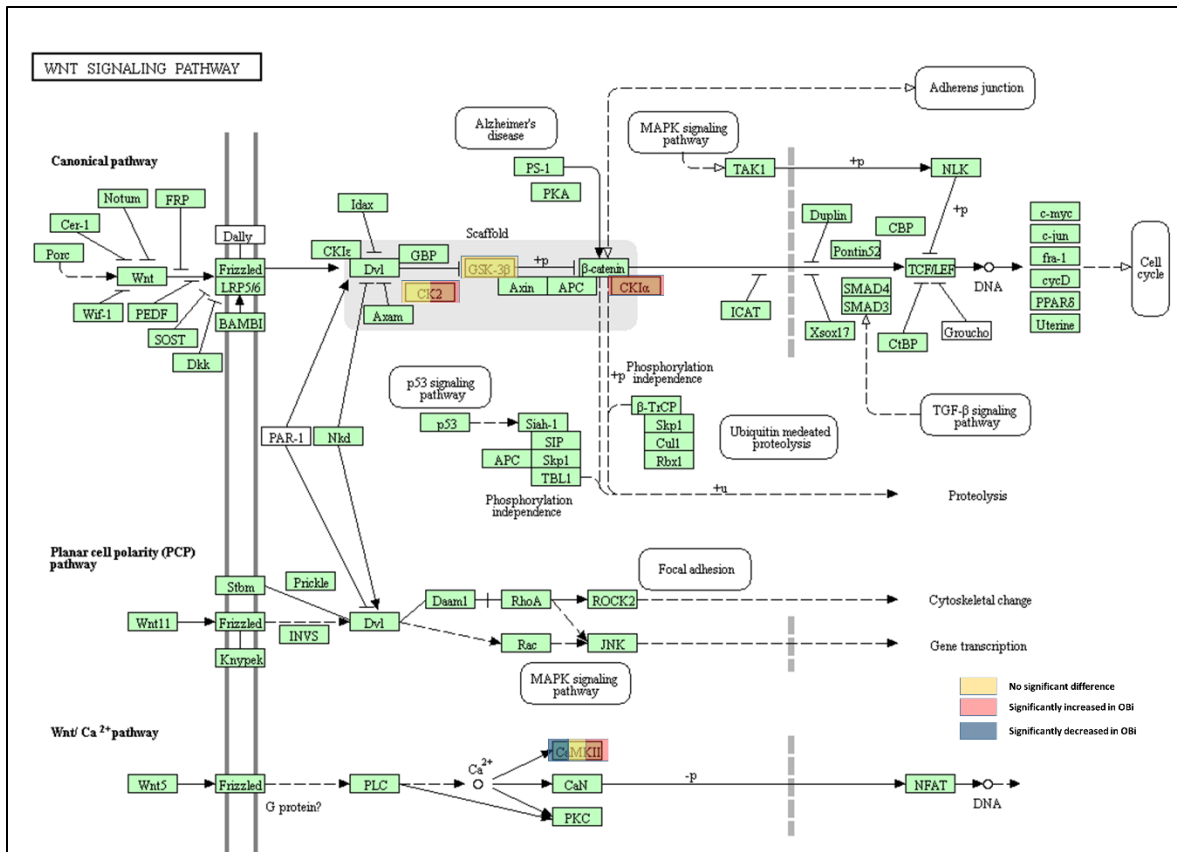 WNT SIGNALING PATHWAY
Adherens junction
Alzheimer's
disease
MAPK signaling
pathway
Canonical pathway
PS-1
TAK1
+p
NLK
PKA
Notum
FRP
Idax
Duplin
c-myc
Cer-1
+p
CBP
Dally
Scaffold
c-jun
Porc
CKIε
GBP
Pontin52
fra-1
Cell
cycle
Wnt
Frizzled
Dvl
GSK-3β
+p
β-catenin
TCF/LEF
DNA
LRP5/6
Axin
APC
CKIα
SMAD4
cycD
CK2
SMAD3
PPARδ
Wif-1
PEDF
BAMBI
Axam
ICAT
Xsox17
Uterine
SOST
CtBP
Groucho
Dkk
Phosphorylation
independence
+p
p53 signaling
pathway
β-TrCP
TGF-β signaling
pathway
p53
Siah-1
Skp1
PAR-1
Nkd
SIP
Cul1
Ubiquitin medeated
proteolysis
APC
Skp1
Rbx1
TBL1
+u
Proteolysis
Phosphorylation
independence
Planar cell polarity (PCP)
pathway
Focal adhesion
Stbm
Prickle
Daam1
RhoA
ROCK2
Cytoskeletal change
Wnt11
Frizzled
INVS
Dvl
Rac
JNK
Gene transcription
Knypek
MAPK signaling
pathway
No significant difference
Significantly increased in OBi
Significantly decreased in OBi
Wnt/ Ca 2+ pathway
CaMKII
Ca2+
Wnt5
Frizzled
PLC
CaN
-p
NFAT
G protein?
DNA
PKC